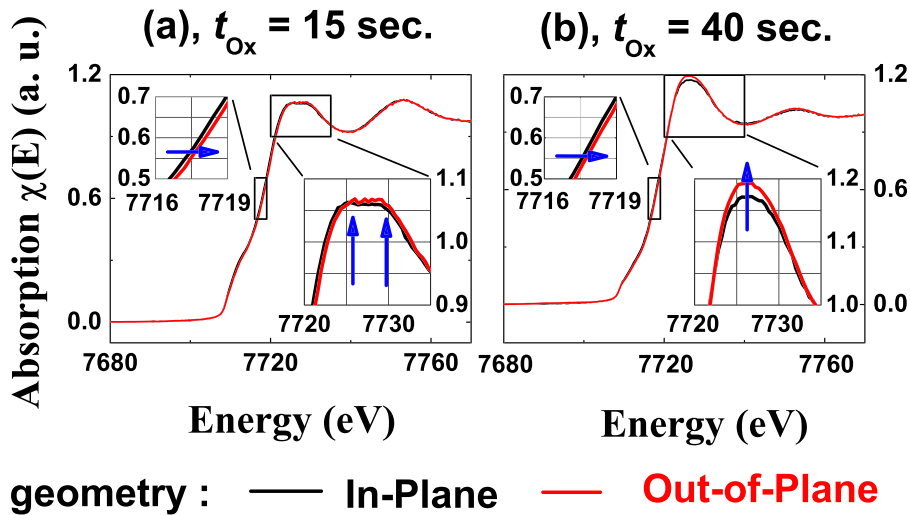 (a), tOx = 15 sec.
(b), tOx = 40 sec.
Absorption χ(E) (a. u.)
1.2
0.6
0.0
0.7
0.6
0.5
7716 7719
1.1
1.0
0.9
7720 7730
7680 7720 7760
Energy (eV)
0.7
0.6
0.5
7716 7719
1.2
1.1
1.0
7720 7730
1.2
0.6
0.0
7680 7720 7760
Energy (eV)
geometry : In-Plane Out-of-Plane